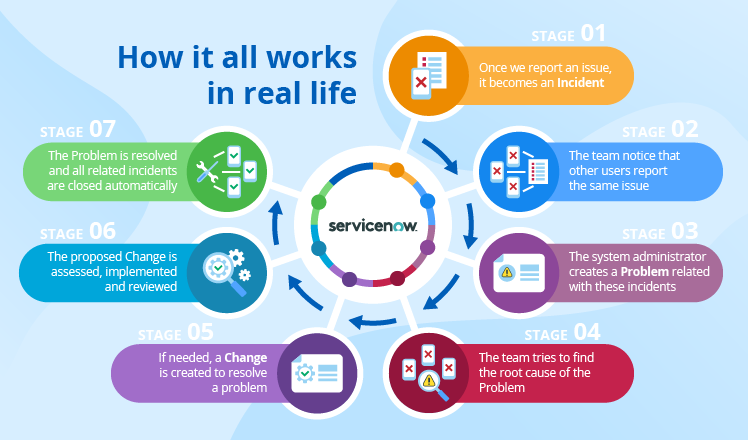 How it all works
in real life
STAGE 01
Once we report an issue,
it becomes an Incident
STAGE 02
The team notice that
other users report
the same issue
STAGE 03
The system administrator
creates a Problem related
with these incidents
STAGE 04
The team tries to find
the root cause of the
Problem
STAGE 05
If needed, a Change
is created to resolve
a problem
STAGE 06
The proposed Change is
assessed, implemented
and reviewed
STAGE 07
The Problem is resolved
and all related incidents
are closed automatically
servicenow.